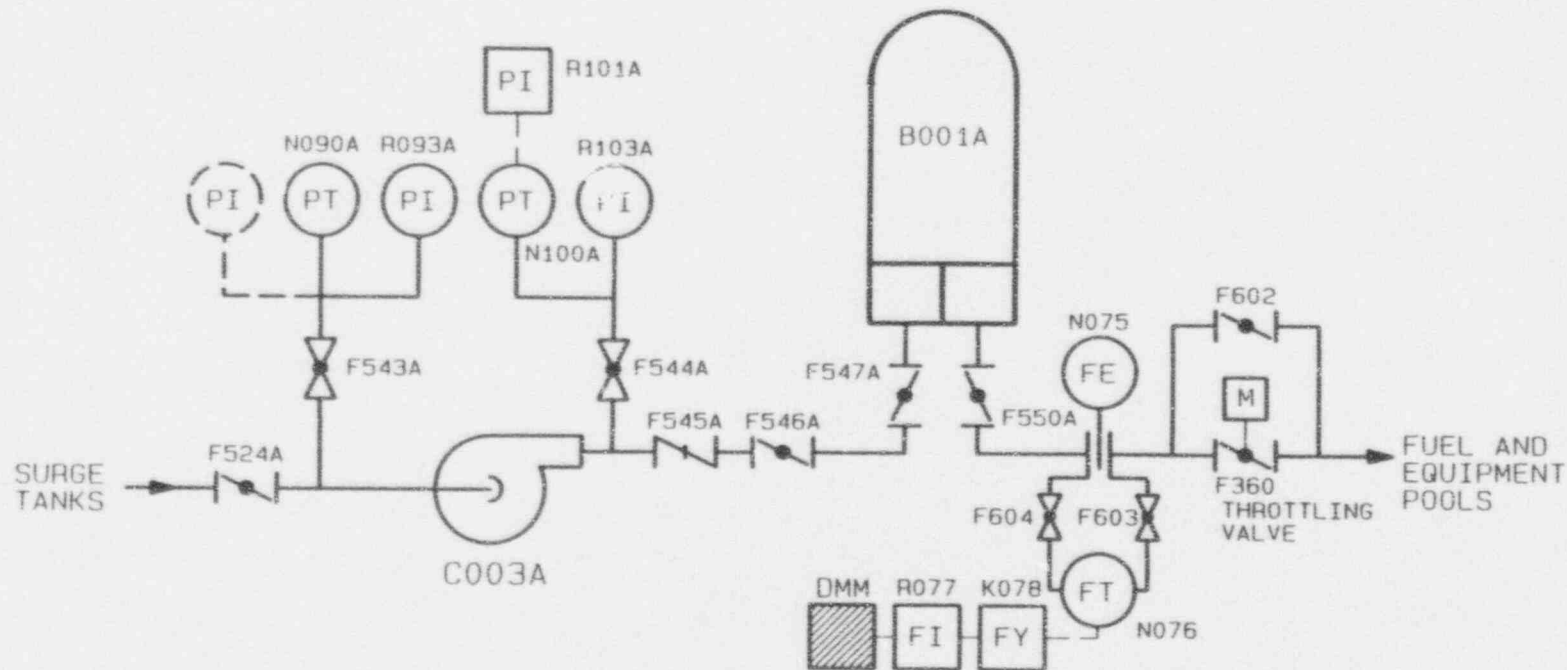 PI
R101A
N090A
R093A
R103A
B001A
PI
PT
PI
PT
N100A
F543A
F544A
F547A
N075
F602
FE
M
F545A
F546A
F550A
SURGE
TANKS
F524A
FUEL AND
EQUIPMENT
POOLS
F360
THROTTLING
VALVE
C003A
F604
F603
DMM
R077
K078
FT
N076
FI
FY